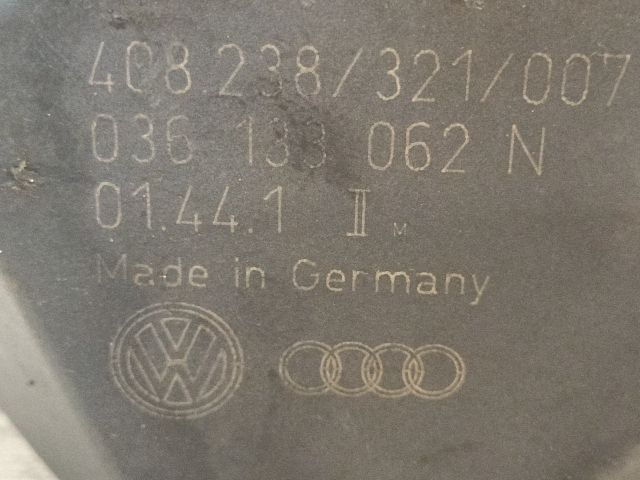 408.238/321/007
036 133 062 N
01.44.1 II M
Made in Germany